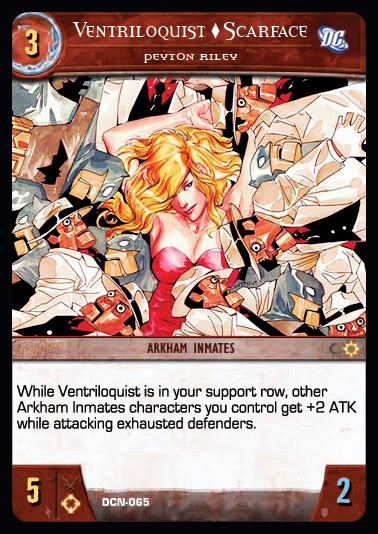 3
Ventriloquist ♦ Scarface
DC
Peyton Riley
Arkham Inmates
C
While Ventriloquist is in your support row, other
Arkham Inmates characters you control get +2 ATK
while attacking exhausted defenders.
5
DCN-065
2